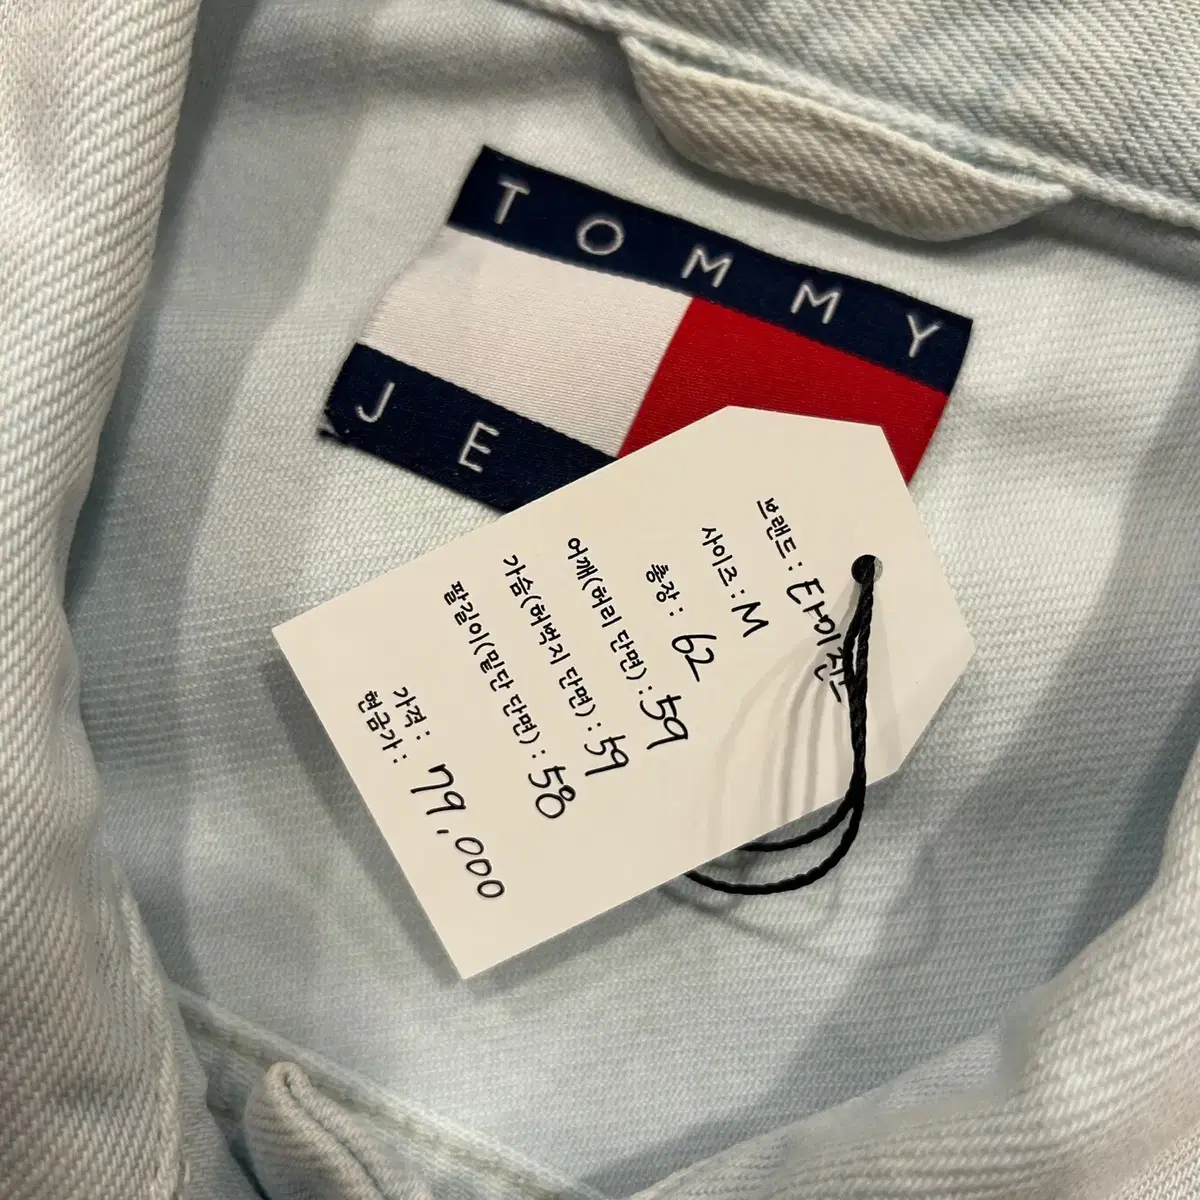 TOMMY
JE
브랜드 : 타미진스
사이즈 : M
총장 : 62
어깨(허리 단면) : 59
가슴(허벅지 단면) : 59
팔길이(밑단 단면) : 58
가격 :
현금가 : 79,000